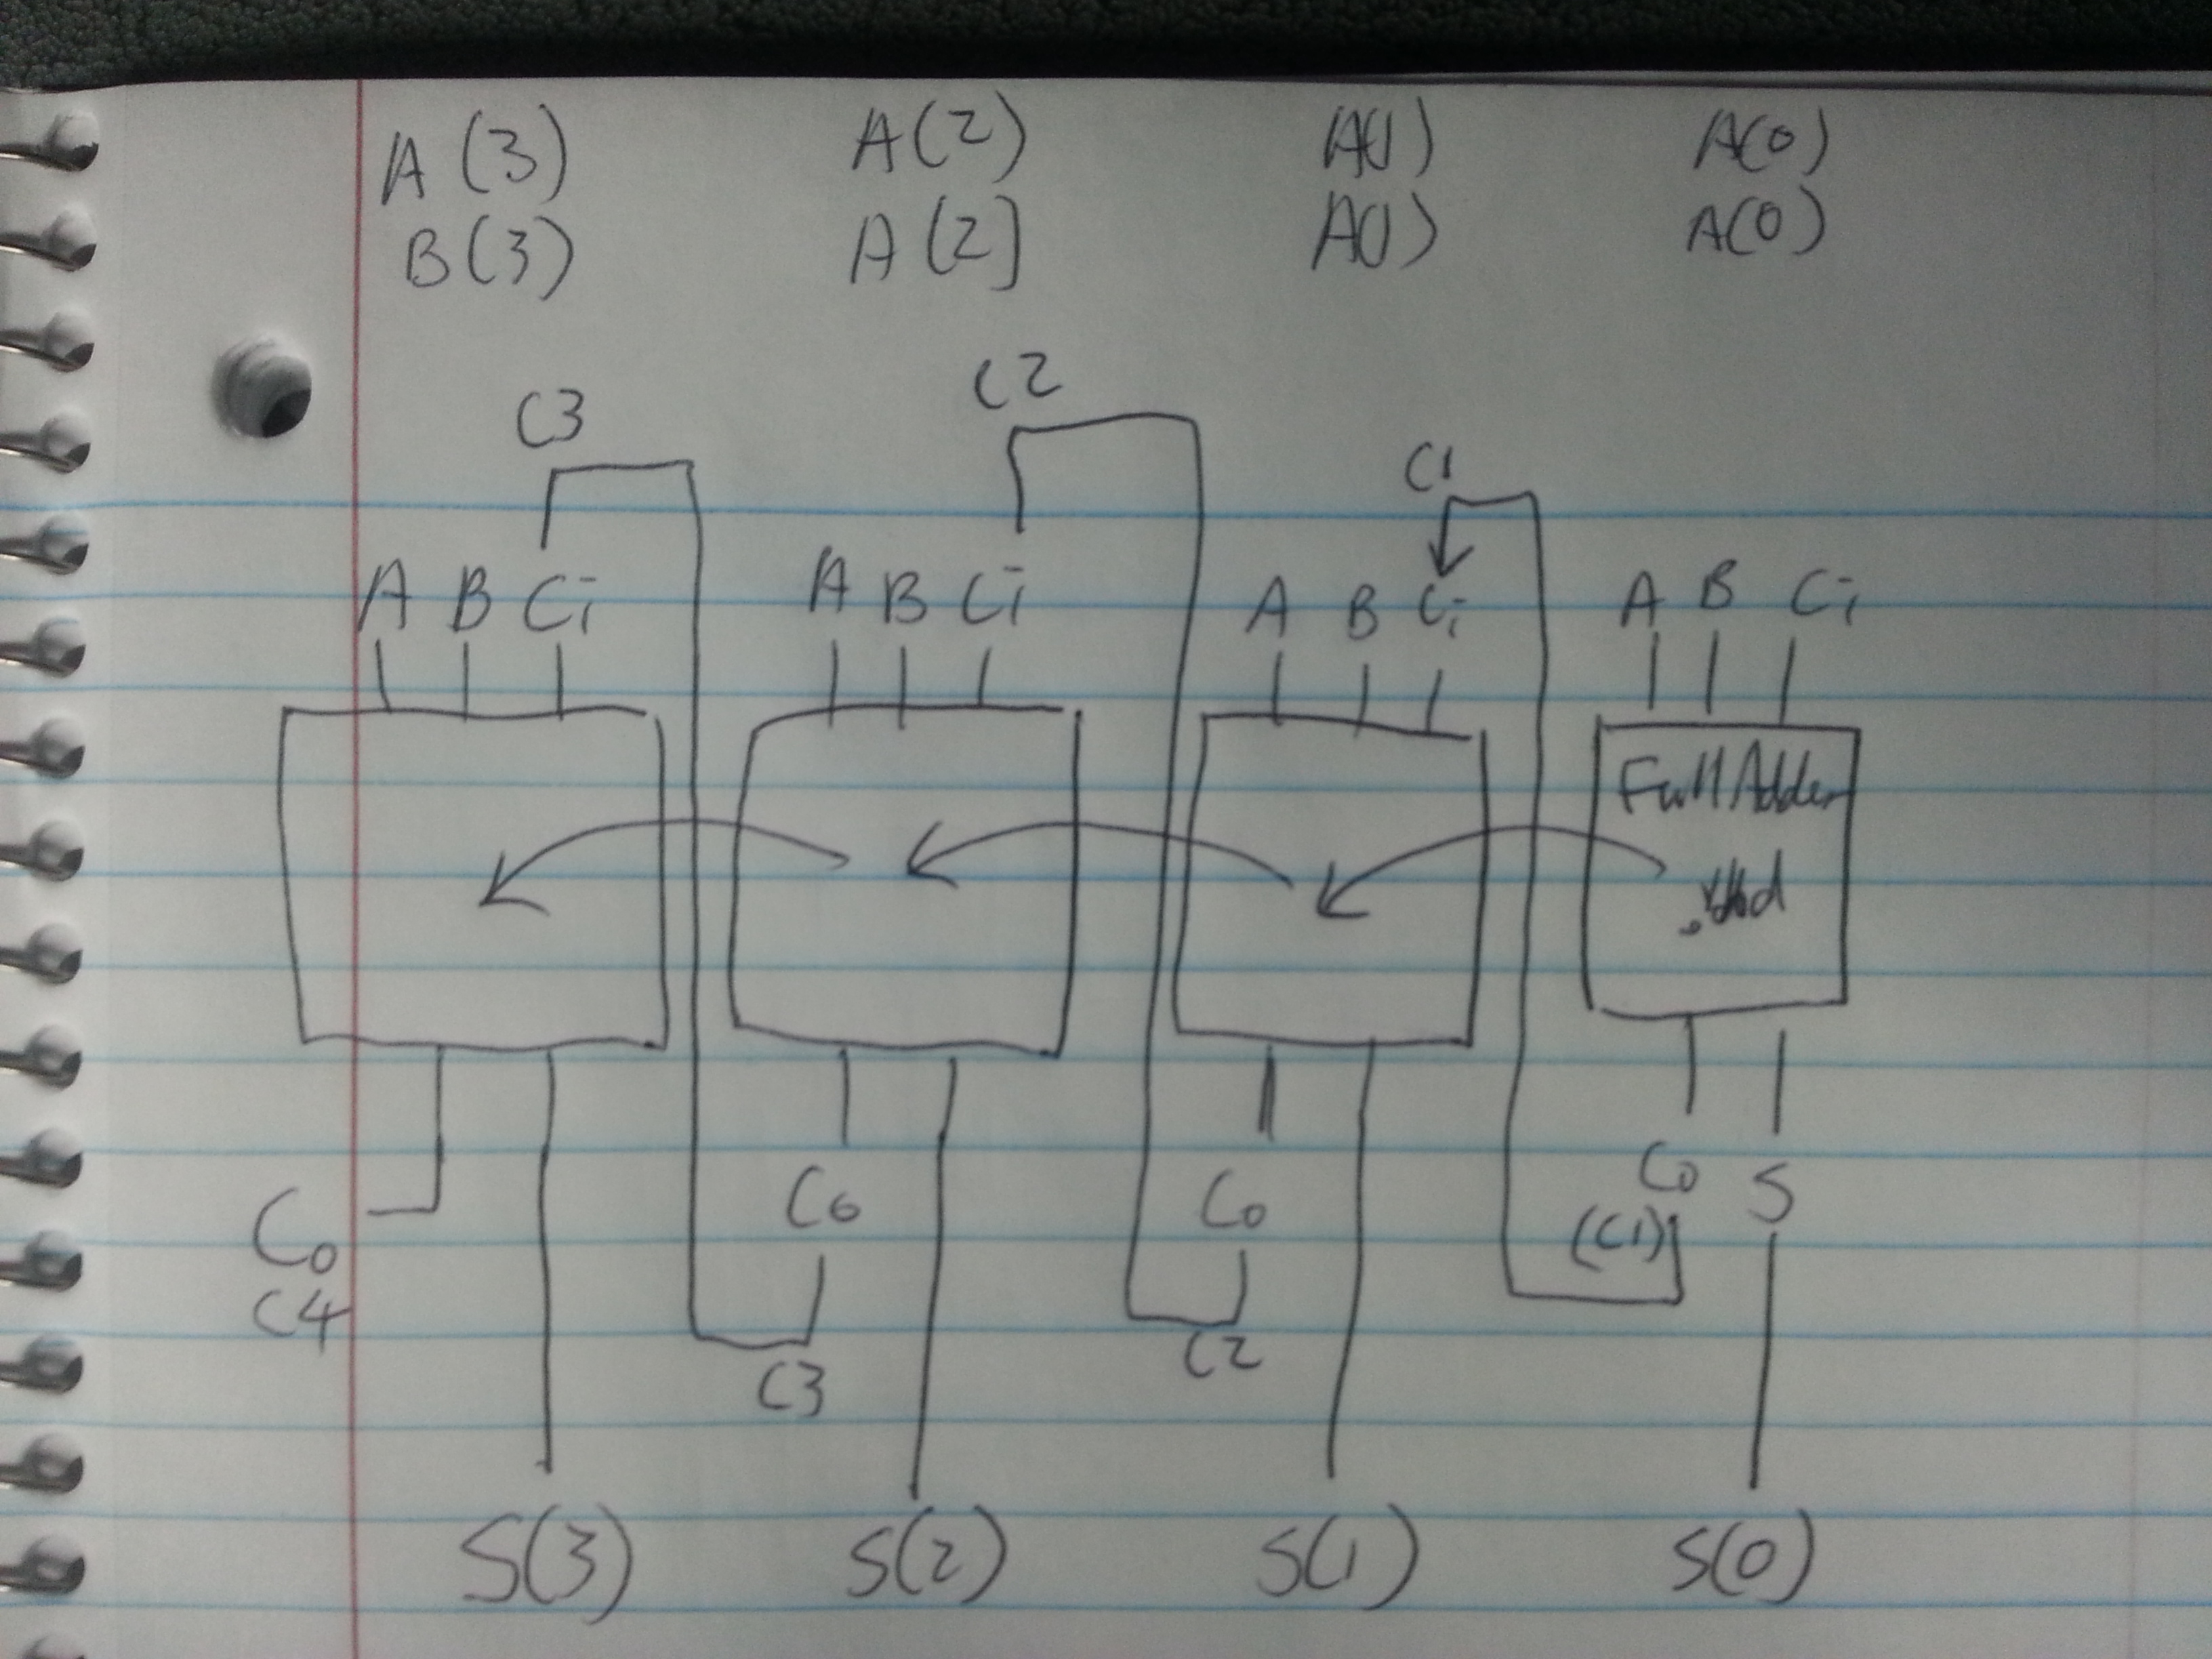 A(3) A(2) A(1) A(0)
B(3) A(2] A(1) A(0)
C3 C2 C1
A B Ci A B Ci A B Ci A B Ci
Full Adder
.vhd
Co Co Co Co S
C4 C3 C2 (C1)
S(3) S(2) S(1) S(0)